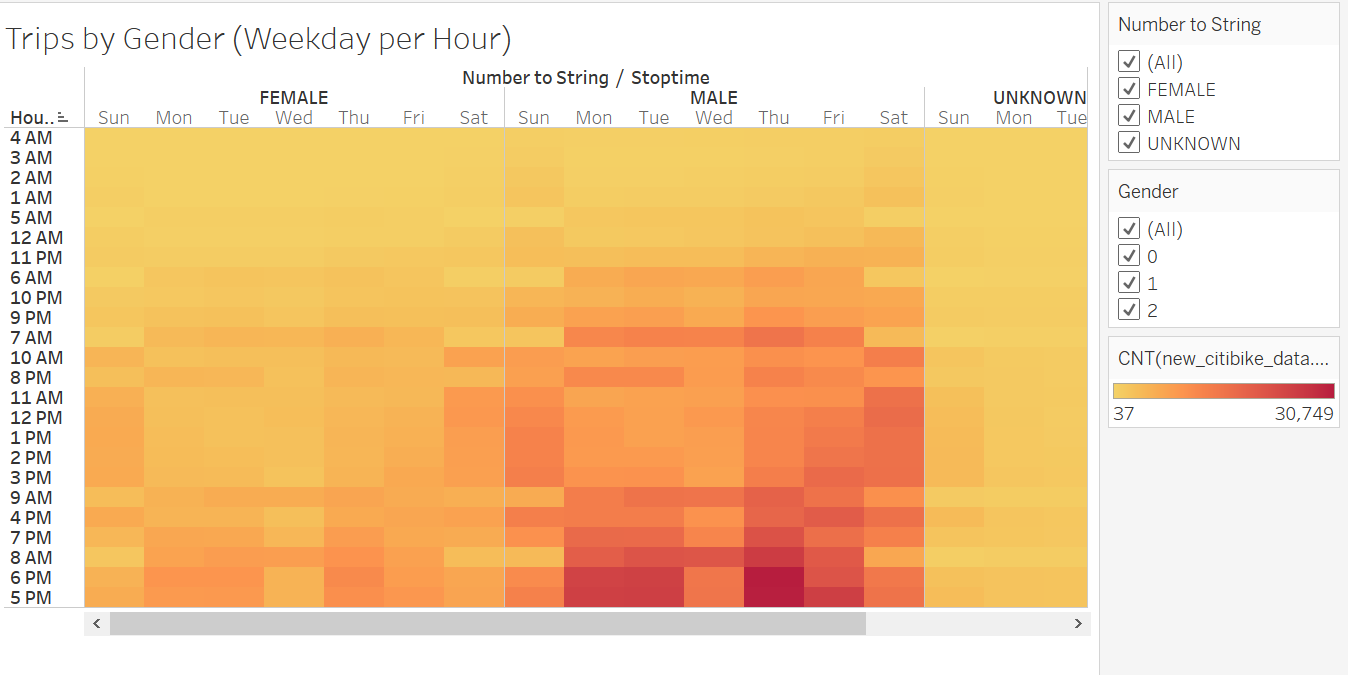 Trips by Gender (Weekday per Hour)
Number to String / Stoptime
FEMALE MALE UNKNOWN
Hou.. Sun Mon Tue Wed Thu Fri Sat Sun Mon Tue Wed Thu Fri Sat Sun Mon Tue
4 AM
3 AM
2 AM
1 AM
5 AM
12 AM
11 PM
6 AM
10 PM
9 PM
7 AM
10 AM
8 PM
11 AM
12 PM
1 PM
2 PM
3 PM
9 AM
4 PM
7 PM
8 AM
6 PM
5 PM
Number to String
(All)
FEMALE
MALE
UNKNOWN
Gender
(All)
0
1
2
CNT(new_citibike_data....
37 30,749